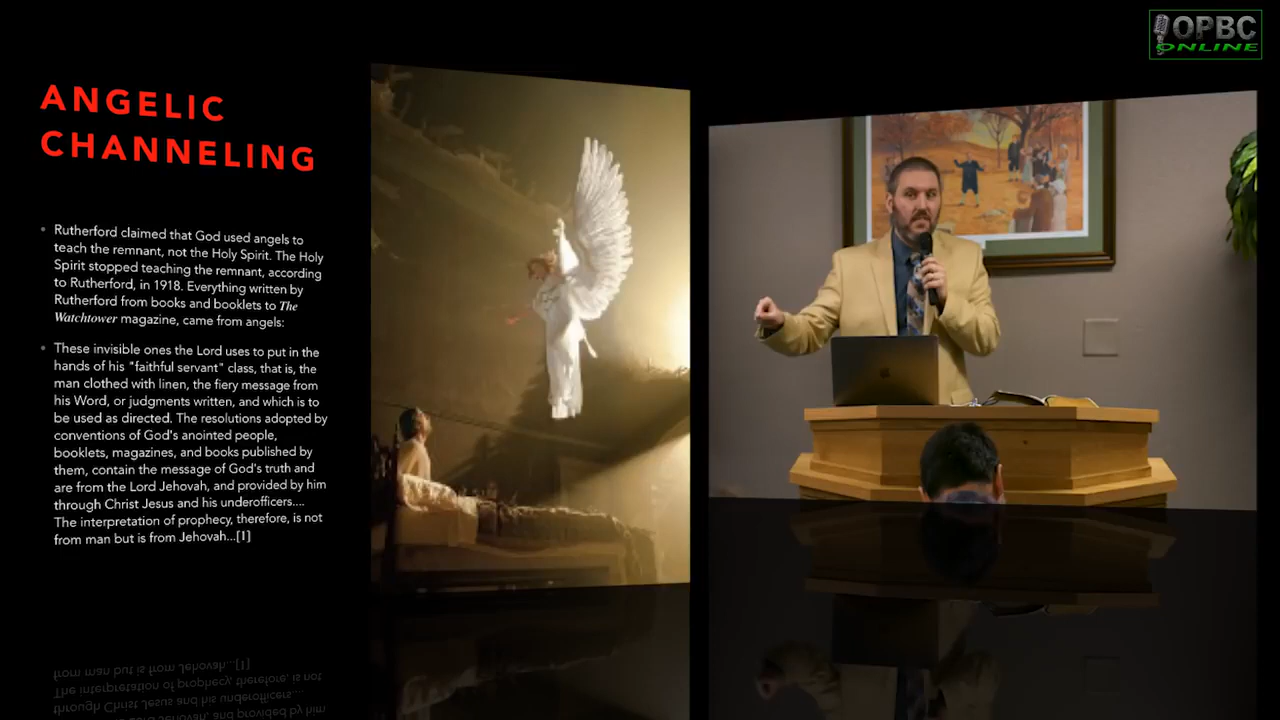 OPBC
ONLINE
ANGELIC
CHANNELING
• Rutherford claimed that God used angels to
teach the remnant, not the Holy Spirit. The Holy
Spirit stopped teaching the remnant, according
to Rutherford, in 1918. Everything written by
Rutherford from books and booklets to The
Watchtower magazine, came from angels:
• These invisible ones the Lord uses to put in the
hands of his "faithful servant" class, that is, the
man clothed with linen, the fiery message from
his Word, or judgments written, and which is to
be used as directed. The resolutions adopted by
conventions of God's anointed people,
booklets, magazines, and books published by
them, contain the message of God's truth and
are from the Lord Jehovah, and provided by him
through Christ Jesus and his underofficers....
The interpretation of prophecy, therefore, is not
from man but is from Jehovah...[1]